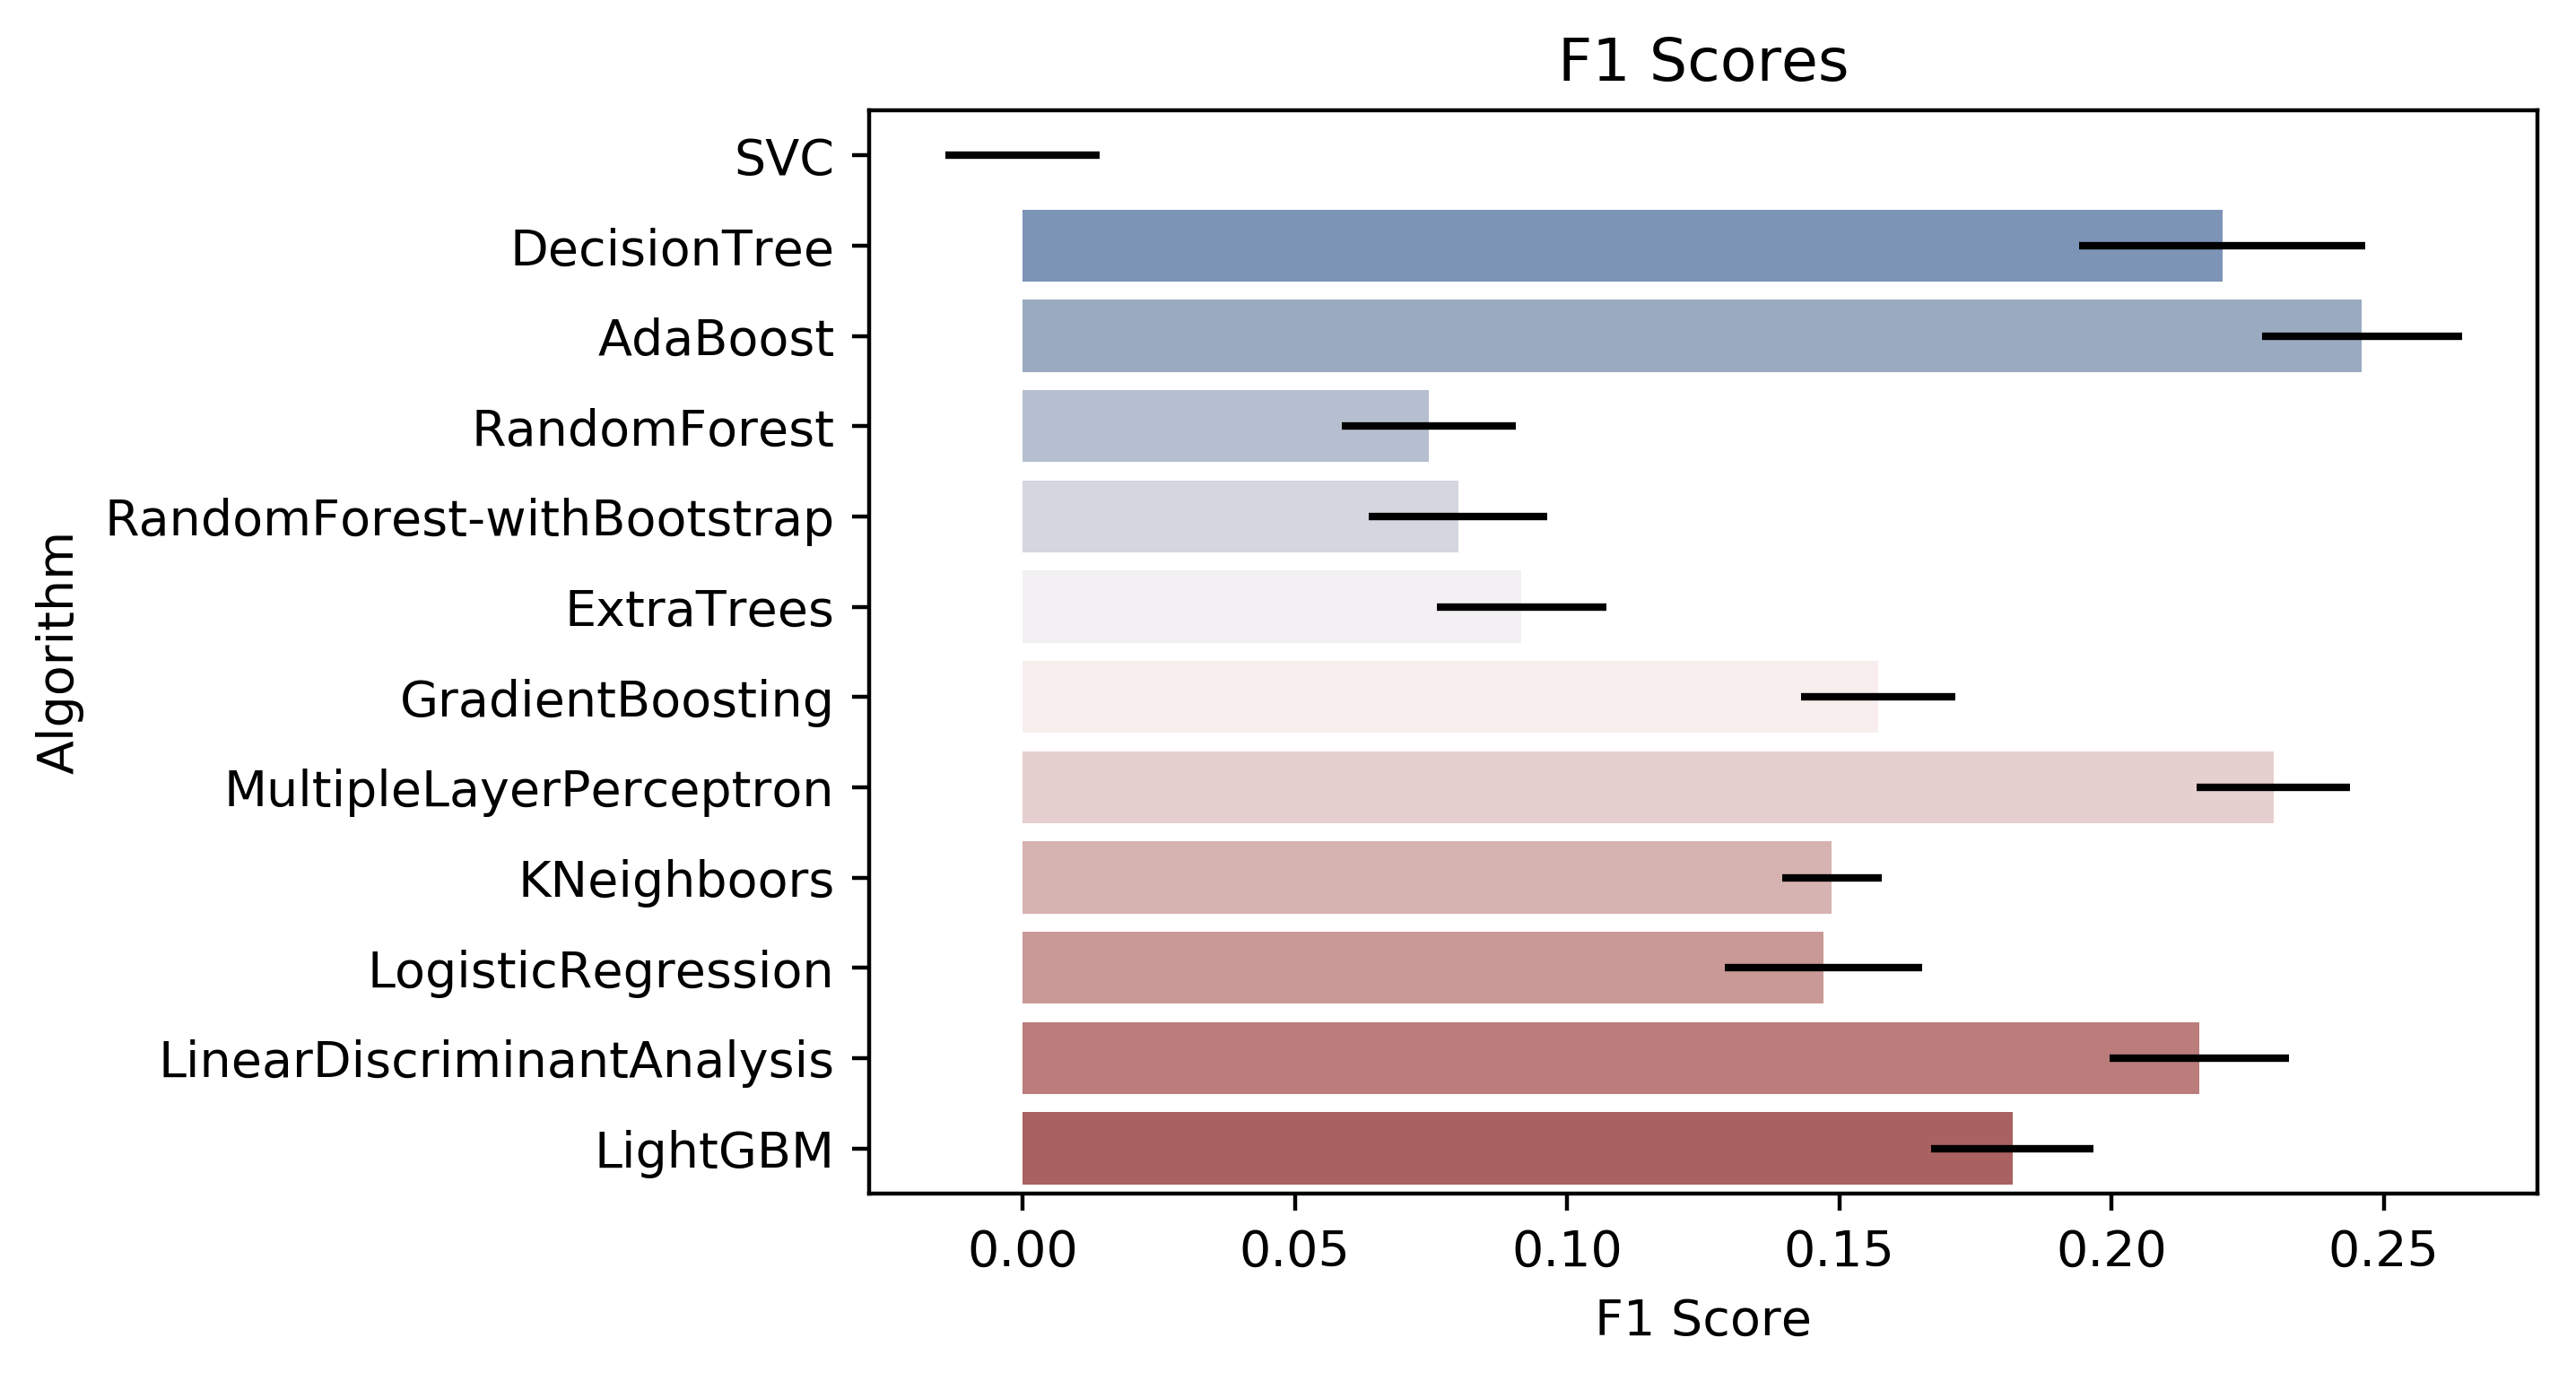 F1 Scores
SVC
DecisionTree
AdaBoost
RandomForest
RandomForest-withBootstrap
ExtraTrees
GradientBoosting
MultipleLayerPerceptron
KNeighboors
LogisticRegression
LinearDiscriminantAnalysis
LightGBM
Algorithm
0.00 0.05 0.10 0.15 0.20 0.25
F1 Score